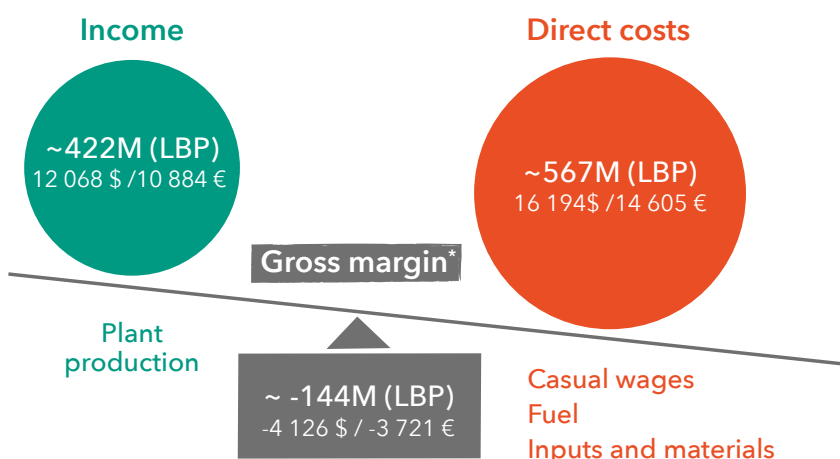 Income
~422M (LBP)
12 068 $ /10 884 €
Plant
production
Gross margin*
~ -144M (LBP)
-4 126 $ / -3 721 €
Direct costs
~567M (LBP)
16 194$ /14 605 €
Casual wages
Fuel
Inputs and materials